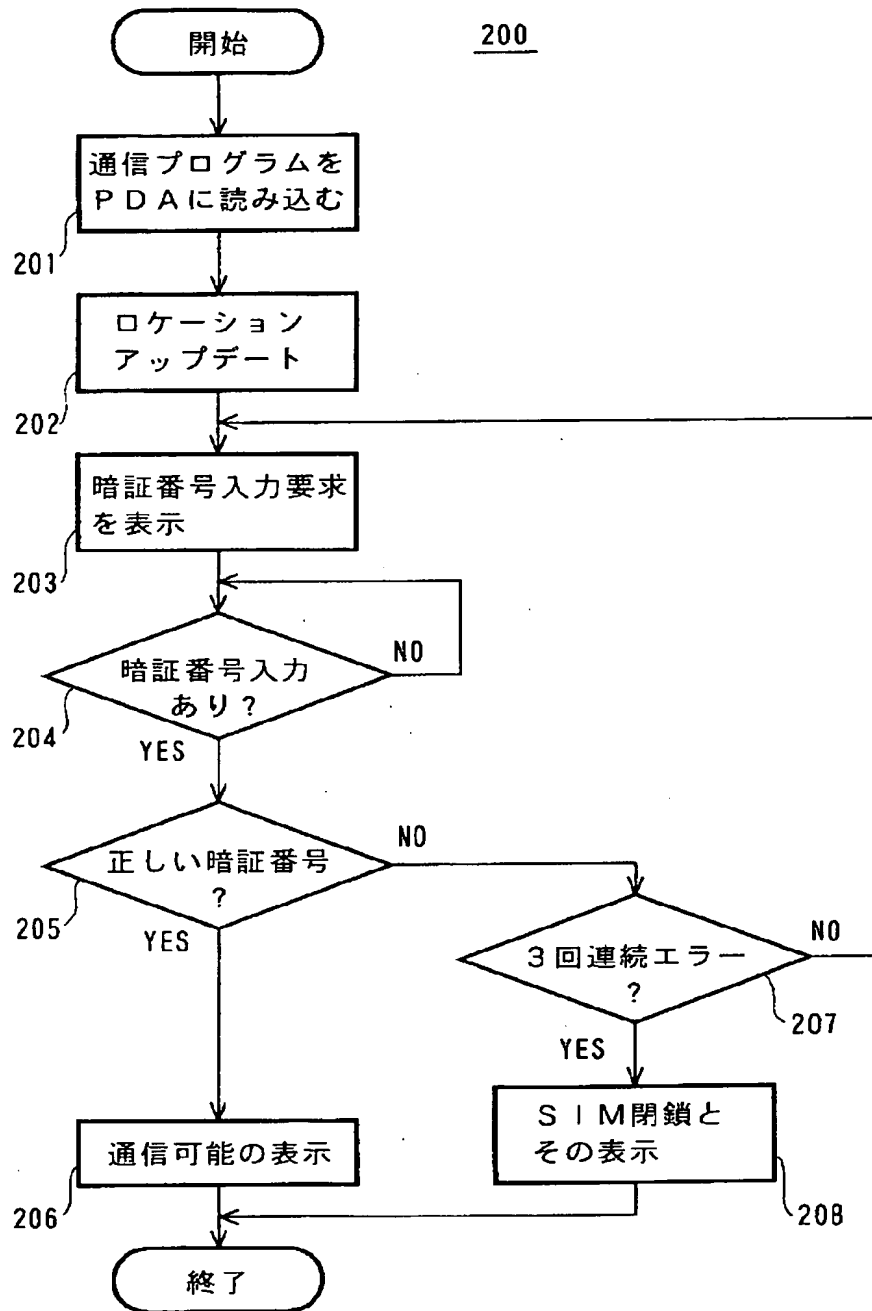 開始
200
通信プログラムを
PDAに読み込む
201
ロケーション
アップデート
202
暗証番号入力要求
を表示
203
暗証番号入力
あり?
NO
204
YES
正しい暗証番号
?
NO
205
YES
3回連続エラー
?
NO
207
YES
通信可能の表示
206
SIM閉鎖と
その表示
208
終了